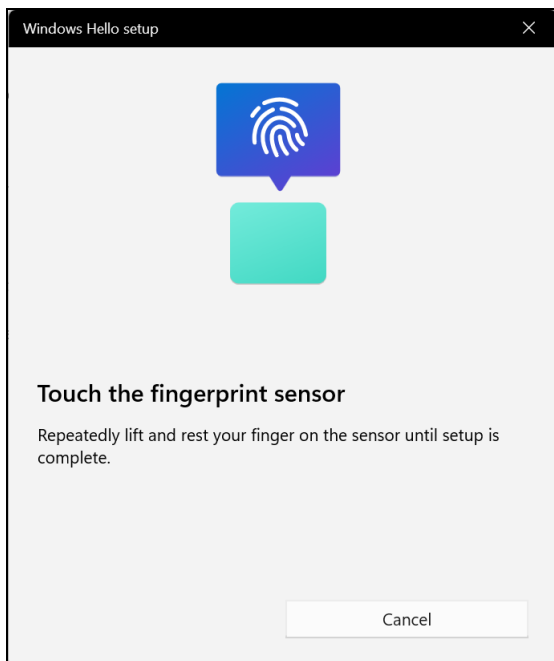 Windows Hello setup
Touch the fingerprint sensor
Repeatedly lift and rest your finger on the sensor until setup is
complete.
Cancel